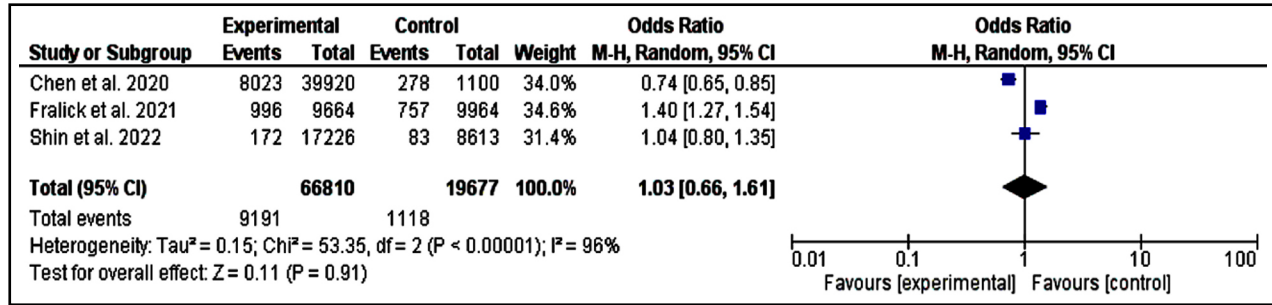 Experimental Control Odds Ratio Odds Ratio
Study or Subgroup Events Total Events Total Weight M-H, Random, 95% CI M-H, Random, 95% CI
Chen et al. 2020 8023 39920 278 1100 34.0% 0.74 [0.65, 0.85]
Fralick et al. 2021 996 9664 757 9964 34.6% 1.40 [1.27, 1.54]
Shin et al. 2022 172 17226 83 8613 31.4% 1.04 [0.80, 1.35]
Total (95% CI) 66810 19677 100.0% 1.03 [0.66, 1.61]
Total events 9191 1118
Heterogeneity: Tau² = 0.15; Chi² = 53.35, df = 2 (P < 0.00001); I² = 96%
Test for overall effect: Z = 0.11 (P = 0.91)
0.01 0.1 1 10 100
Favours [experimental] Favours [control]